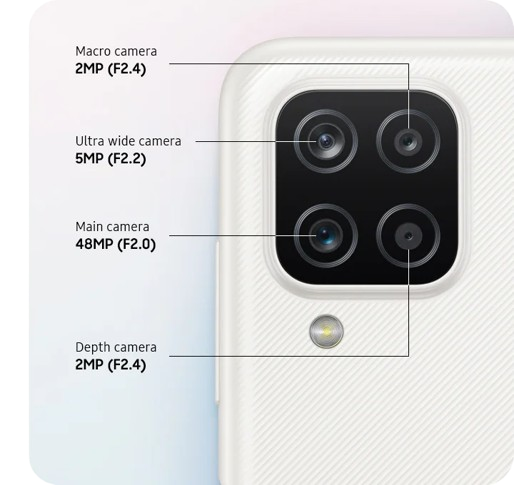 Macro camera
2MP (F2.4)
Ultra wide camera
5MP (F2.2)
Main camera
48MP (F2.0)
Depth camera
2MP (F2.4)